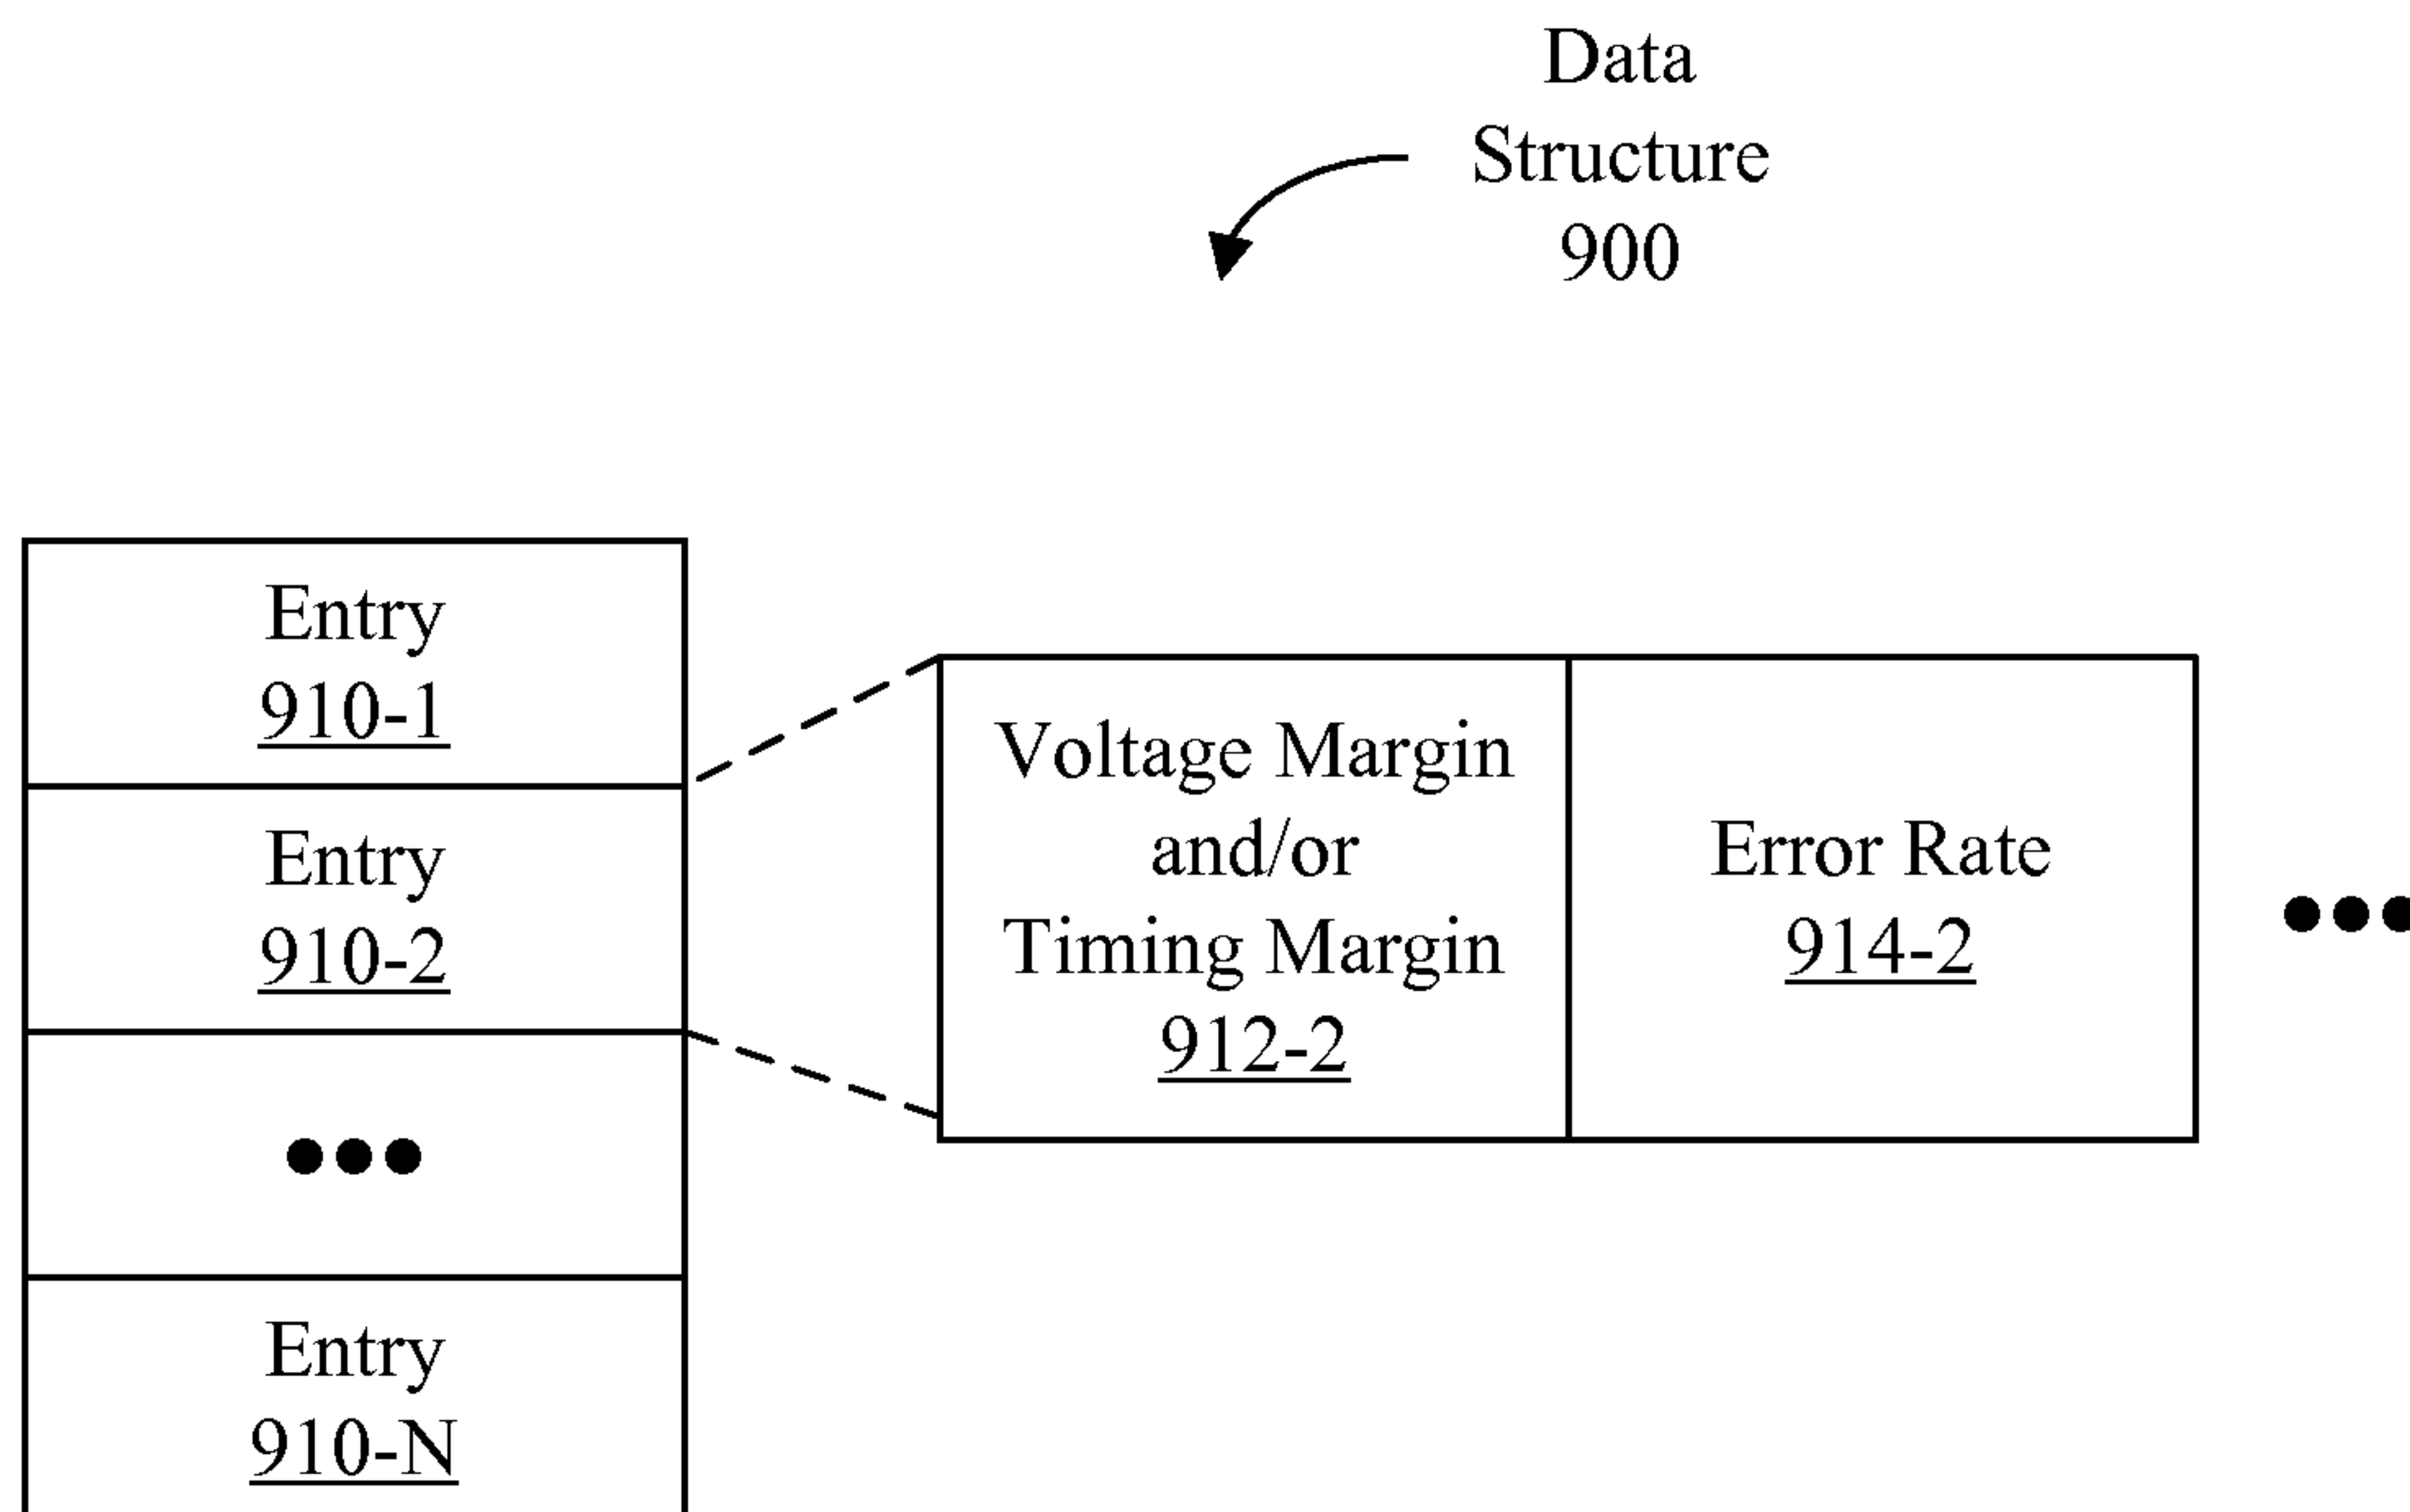 Data
Structure
900
Entry
910-1
Entry
910-2
●●●
Entry
910-N
Voltage Margin
and/or
Timing Margin
912-2
Error Rate
914-2
●●●